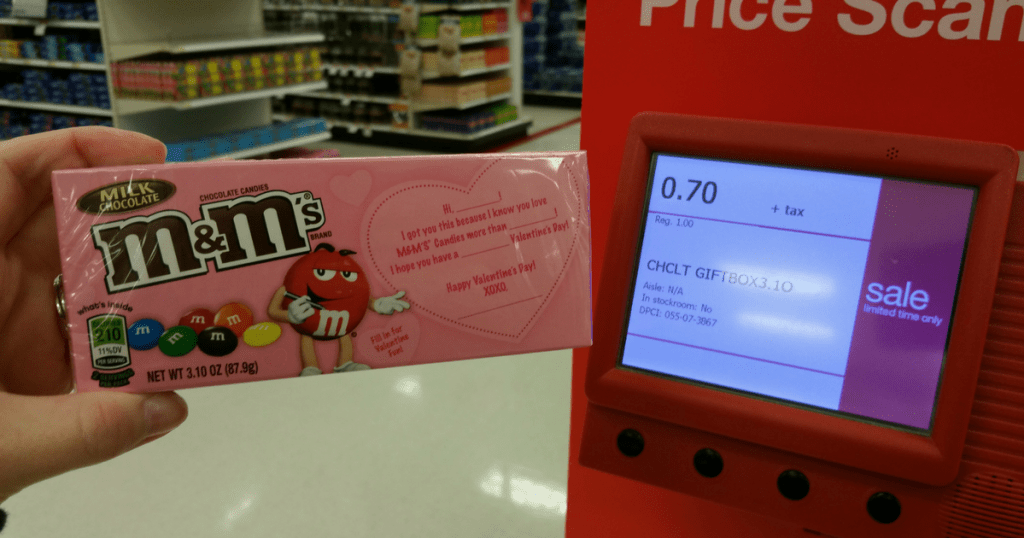 MILK
CHOCOLATE
CHOCOLATE CANDIES
m&m's
BRAND
Hi, ________!
I got you this because I know you love
M&M'S® Candies more than ________!
I hope you have a ________ Valentine's Day!
Happy Valentine's Day!
XOXO,
what's inside
210
11%DV
PER SERVING
m
m
m
m
m
m
Fill in for
Valentine
Fun!
NET WT 3.10 OZ (87.9g)
Price Scan
0.70 + tax
Reg. 1.00
CHCLT GIFTBOX3.1O
Aisle: N/A
In stockroom: No
DPCI: 055-07-3867
sale
limited time only